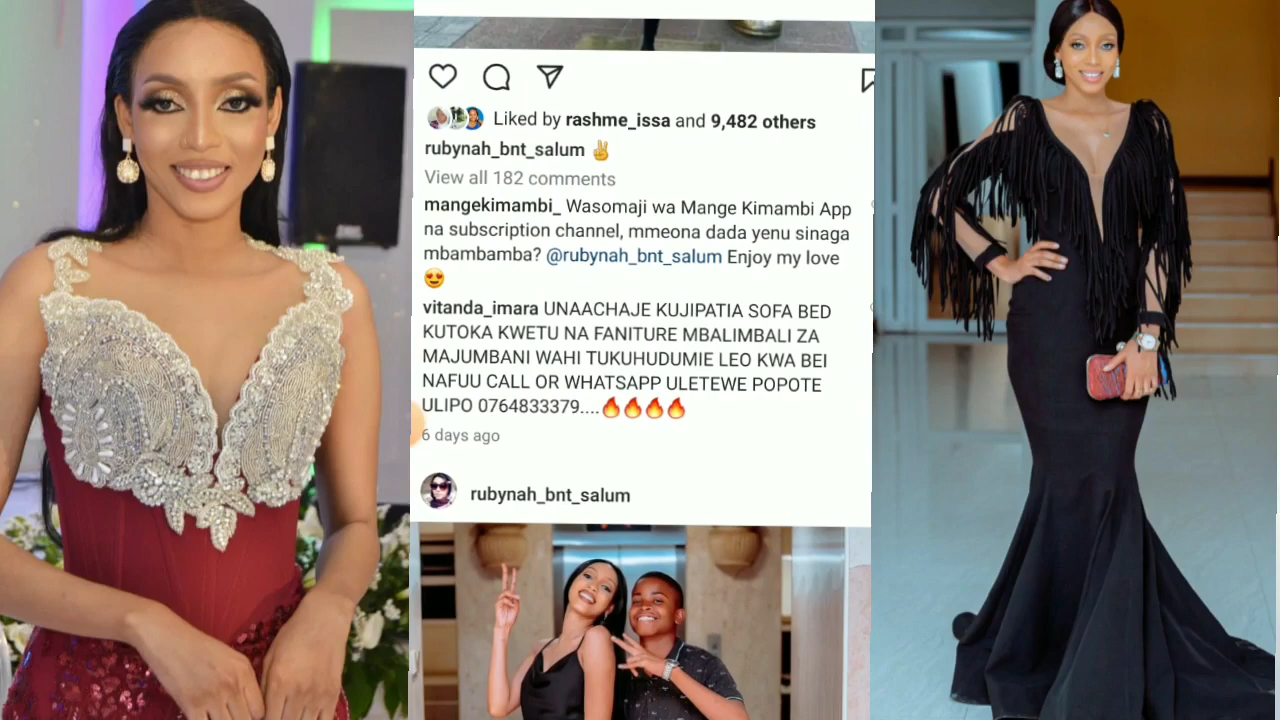 Liked by rashme_issa and 9,482 others
rubynah_bnt_salum ✌️
View all 182 comments
mangekimambi_ Wasomaji wa Mange Kimambi App
na subscription channel, mmeona dada yenu sinaga
mbambamba? @rubynah_bnt_salum Enjoy my love
😍
vitanda_imara UNAACHAJE KUJIPATIA SOFA BED
KUTOKA KWETU NA FANITURE MBALIMBALI ZA
MAJUMBANI WAHI TUKUHUDUMIE LEO KWA BEI
NAFUU CALL OR WHATSAPP ULETEWE POPOTE
ULIPO 0764833379....🔥🔥🔥🔥
6 days ago
rubynah_bnt_salum